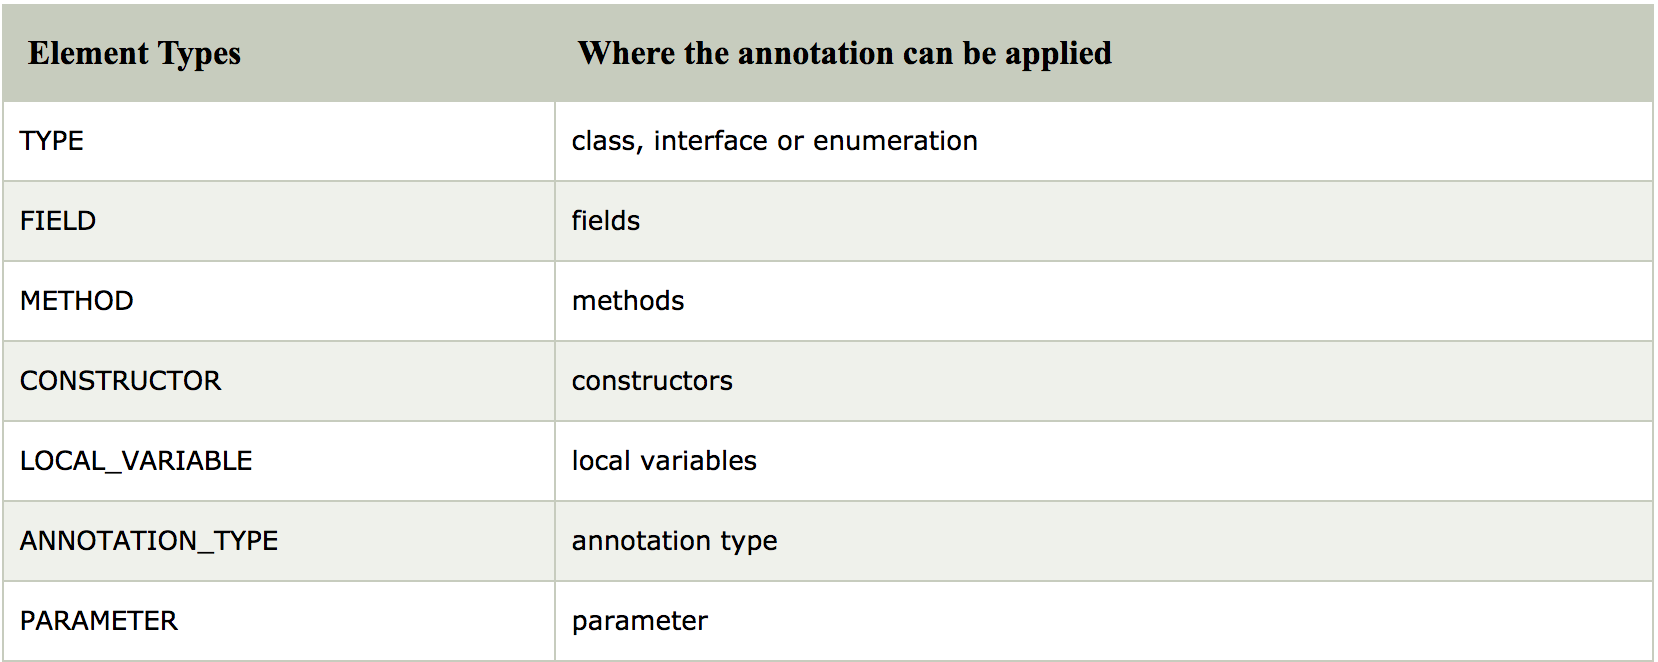 Element Types Where the annotation can be applied
TYPE class, interface or enumeration
FIELD fields
METHOD methods
CONSTRUCTOR constructors
LOCAL_VARIABLE local variables
ANNOTATION_TYPE annotation type
PARAMETER parameter